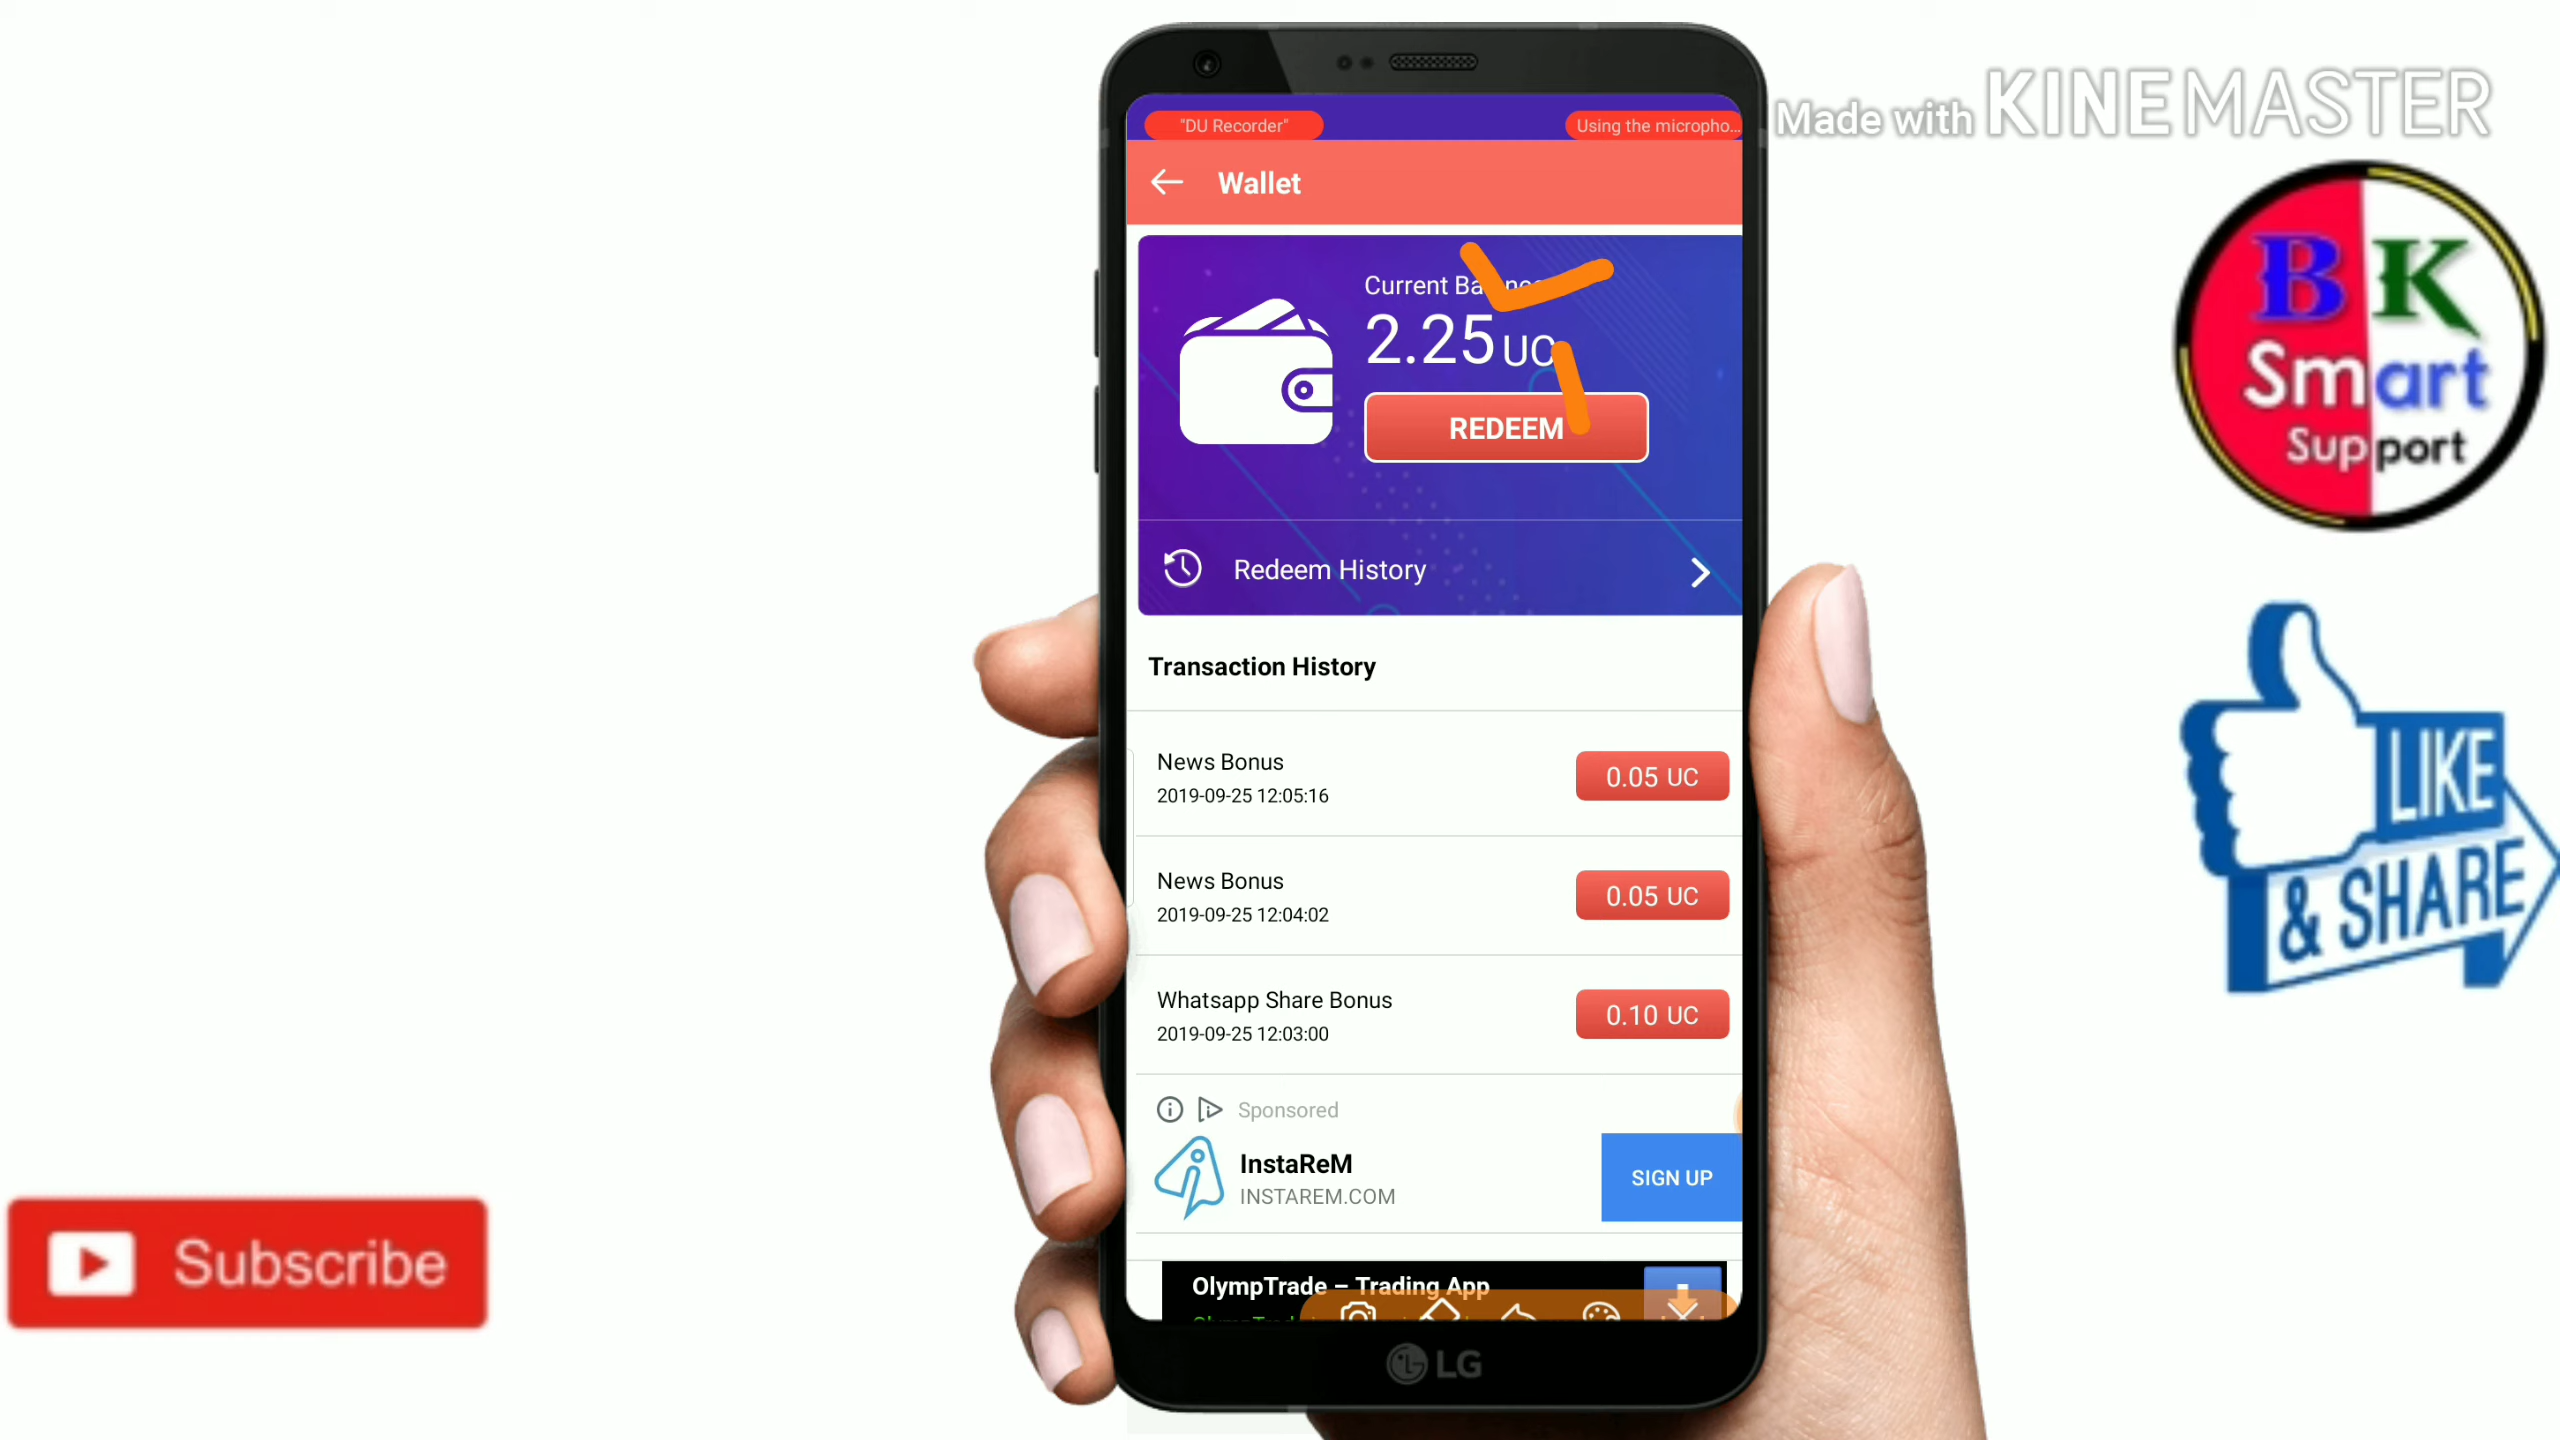 "DU Recorder"
Using the micropho...
Made with KINEMASTER
Wallet
Current
2.25 UC
REDEEM
Redeem History
Transaction History
News Bonus
0.05 UC
2019-09-25 12:05:16
News Bonus
0.05 UC
2019-09-25 12:04:02
Whatsapp Share Bonus
0.10 UC
2019-09-25 12:03:00
Sponsored
InstaReM
INSTAREM.COM
SIGN UP
OlympTrade – Trading App
LG
BK
Smart
Support
LIKE
& SHARE
Subscribe